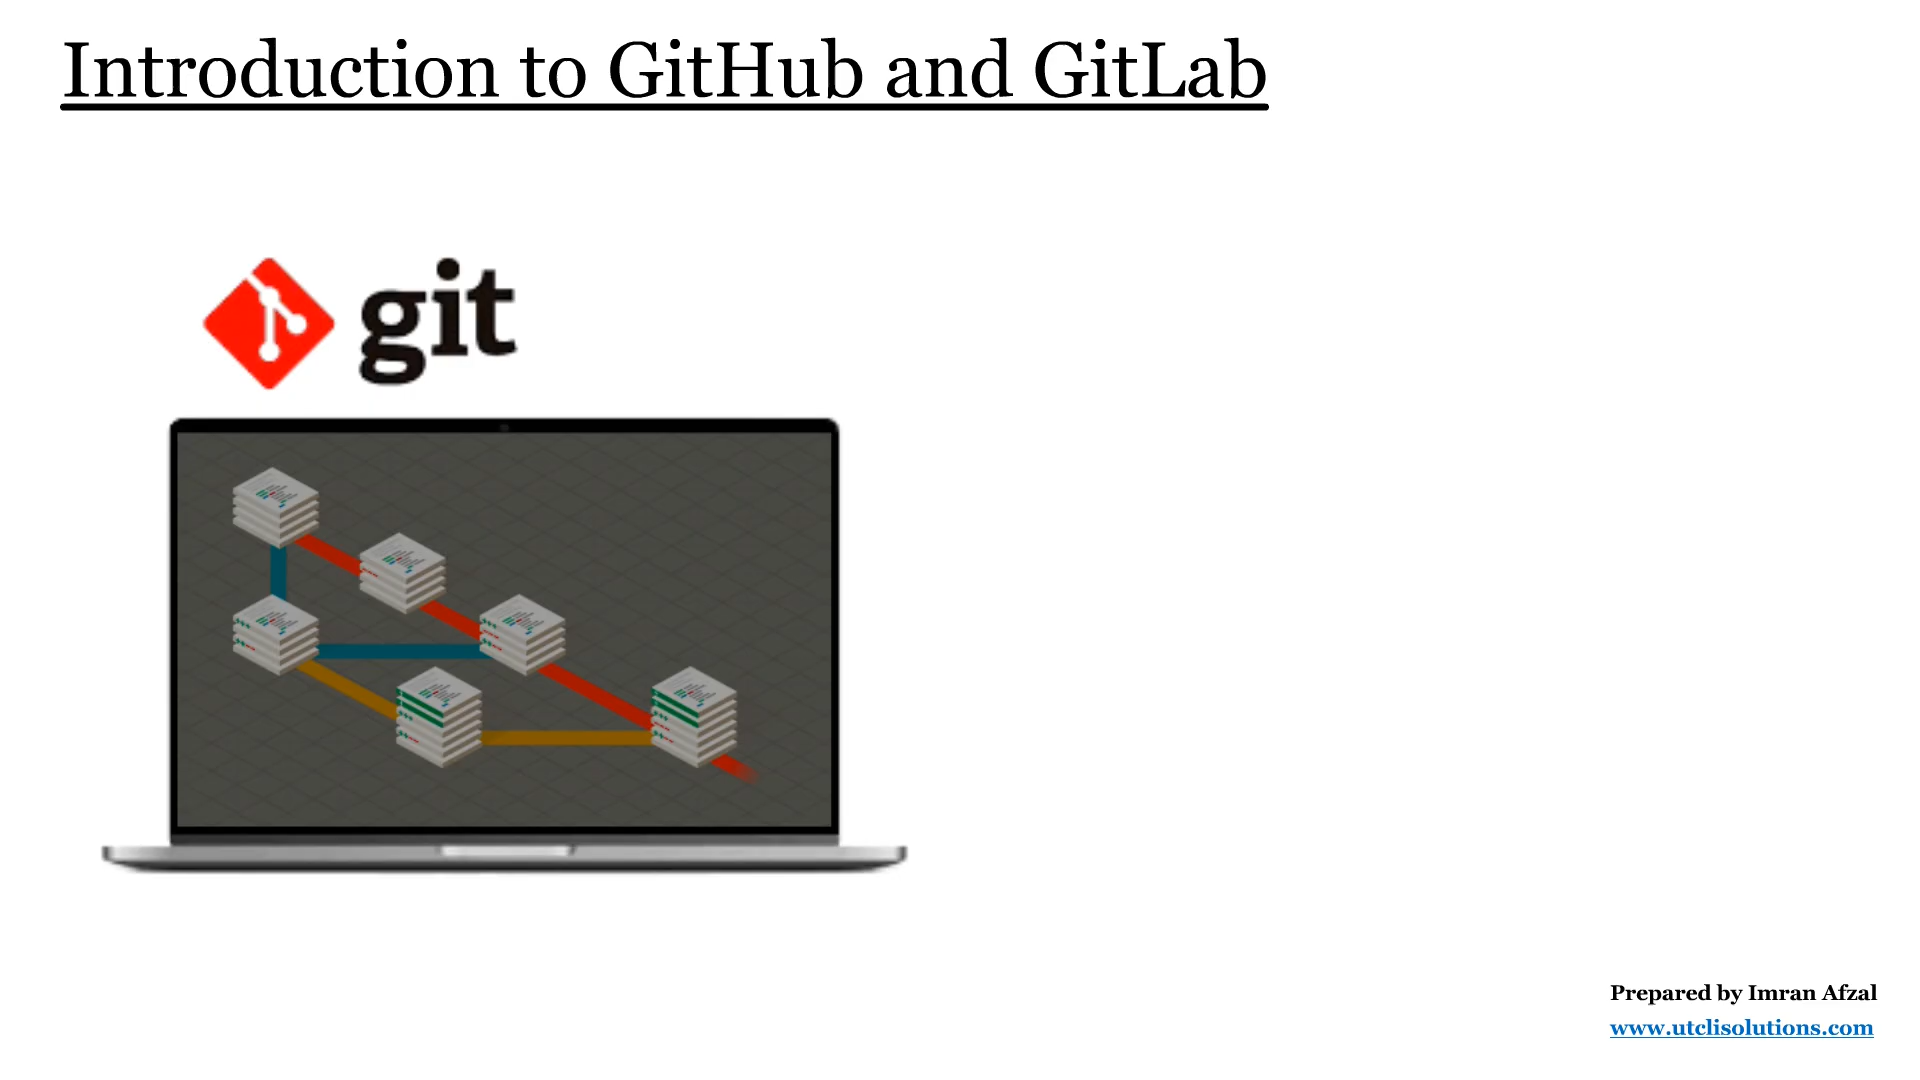 Introduction to GitHub and GitLab
git
Prepared by Imran Afzal
www.utclisolutions.com